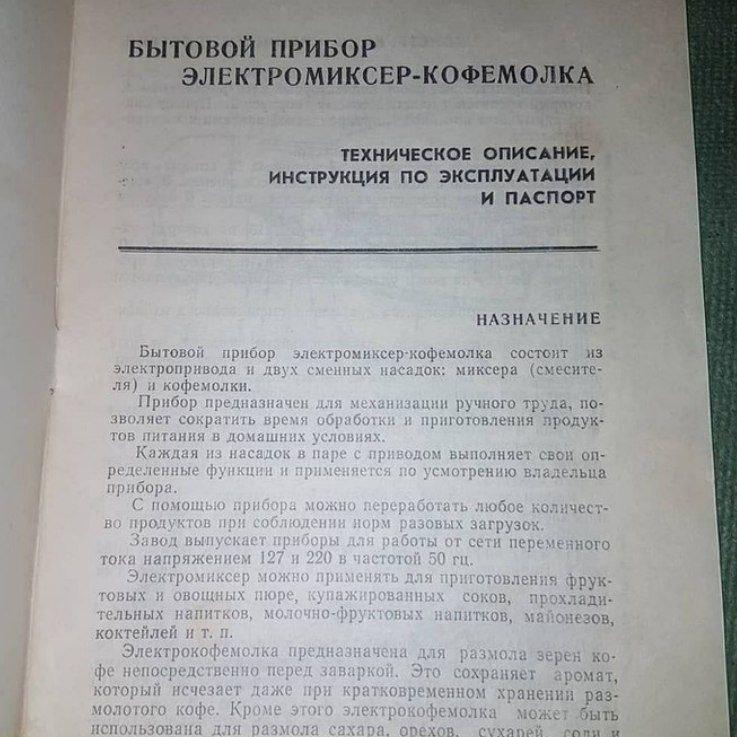 БЫТОВОЙ ПРИБОР
ЭЛЕКТРОМИКСЕР-КОФЕМОЛКА
ТЕХНИЧЕСКОЕ ОПИСАНИЕ,
ИНСТРУКЦИЯ ПО ЭКСПЛУАТАЦИИ
И ПАСПОРТ
НАЗНАЧЕНИЕ
Бытовой прибор электромиксер-кофемолка состоит из
электропривода и двух сменных насадок: миксера (смесите-
ля) и кофемолки.
Прибор предназначен для механизации ручного труда, по-
зволяет сократить время обработки и приготовления продук-
тов питания в домашних условиях.
Каждая из насадок в паре с приводом выполняет свои оп-
ределенные функции и применяется по усмотрению владельца
прибора.
С помощью прибора можно переработать любое количест-
во продуктов при соблюдении норм разовых загрузок.
Завод выпускает приборы для работы от сети переменного
тока напряжением 127 и 220 в частотой 50 гц.
Электромиксер можно применять для приготовления фрук-
товых и овощных пюре, купажированных соков, прохлади-
тельных напитков, молочно-фруктовых напитков, майонезов,
коктейлей и т. п.
Электрокофемолка предназначена для размола зерен ко-
фе непосредственно перед заваркой. Это сохраняет аромат,
который исчезает даже при кратковременном хранении раз-
молотого кофе. Кроме этого электрокофемолка может быть
использована для размола сахара, орехов, сухарей, соли и